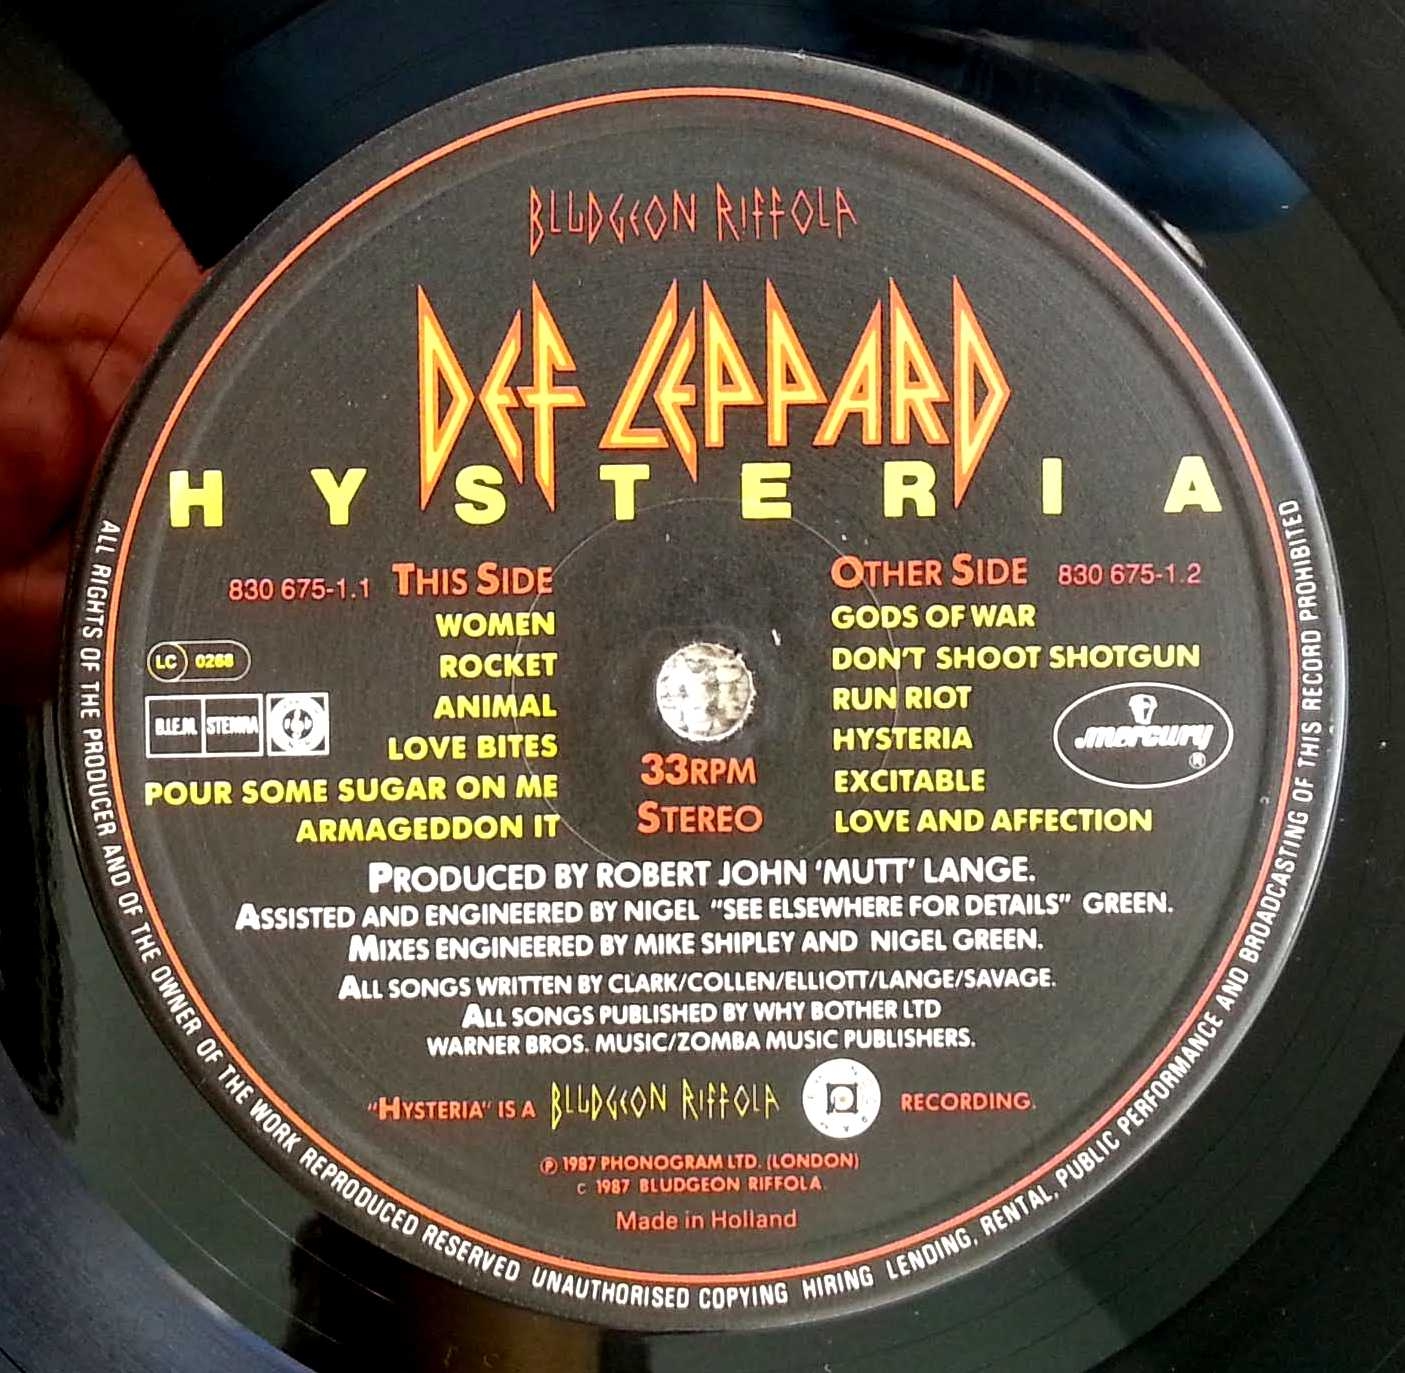 BLUDGEON RIFFOLA
DEF LEPPARD
HYSTERIA
830 675-1.1 THIS SIDE
WOMEN
ROCKET
ANIMAL
LOVE BITES
POUR SOME SUGAR ON ME
ARMAGEDDON IT
LC 0268
B.I.E.M. STEMRA
33RPM
STEREO
OTHER SIDE 830 675-1.2
GODS OF WAR
DON'T SHOOT SHOTGUN
RUN RIOT
HYSTERIA
EXCITABLE
LOVE AND AFFECTION
mercury
®
PRODUCED BY ROBERT JOHN 'MUTT' LANGE.
ASSISTED AND ENGINEERED BY NIGEL "SEE ELSEWHERE FOR DETAILS" GREEN.
MIXES ENGINEERED BY MIKE SHIPLEY AND NIGEL GREEN.
ALL SONGS WRITTEN BY CLARK/COLLEN/ELLIOTT/LANGE/SAVAGE.
ALL SONGS PUBLISHED BY WHY BOTHER LTD
WARNER BROS. MUSIC/ZOMBA MUSIC PUBLISHERS.
"HYSTERIA" IS A BLUDGEON RIFFOLA RECORDING.
℗ 1987 PHONOGRAM LTD. (LONDON)
C 1987 BLUDGEON RIFFOLA.
Made in Holland
ALL RIGHTS OF THE PRODUCER AND OF THE OWNER OF THE WORK REPRODUCED RESERVED UNAUTHORISED COPYING HIRING LENDING, RENTAL, PUBLIC PERFORMANCE AND BROADCASTING OF THIS RECORD PROHIBITED